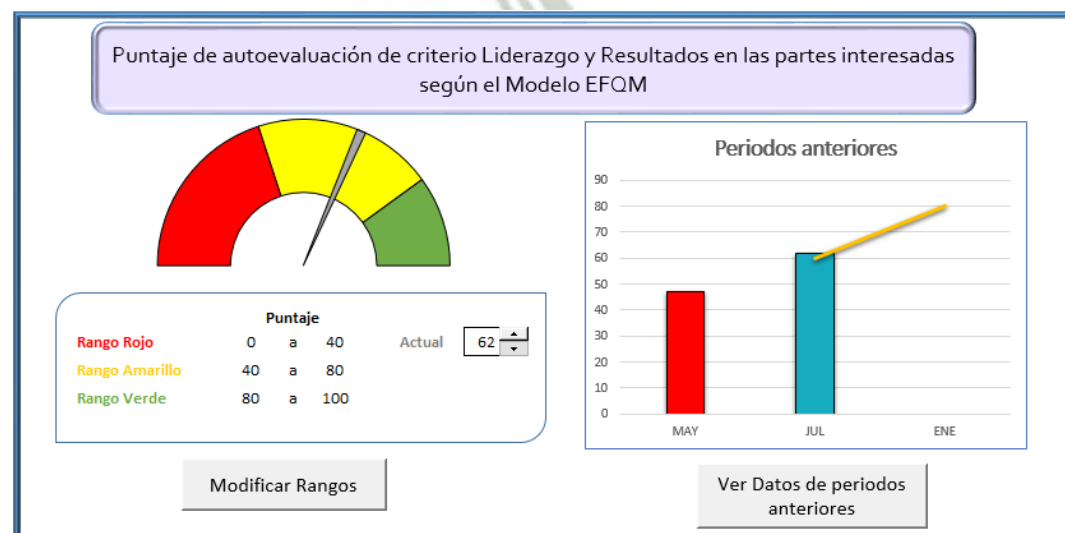 Puntaje de autoevaluación de criterio Liderazgo y Resultados en las partes interesadas
según el Modelo EFQM
Puntaje
Rango Rojo 0 a 40 Actual 62
Rango Amarillo 40 a 80
Rango Verde 80 a 100
Modificar Rangos
Periodos anteriores
90
80
70
60
50
40
30
20
10
0
MAY JUL ENE
Ver Datos de periodos
anteriores